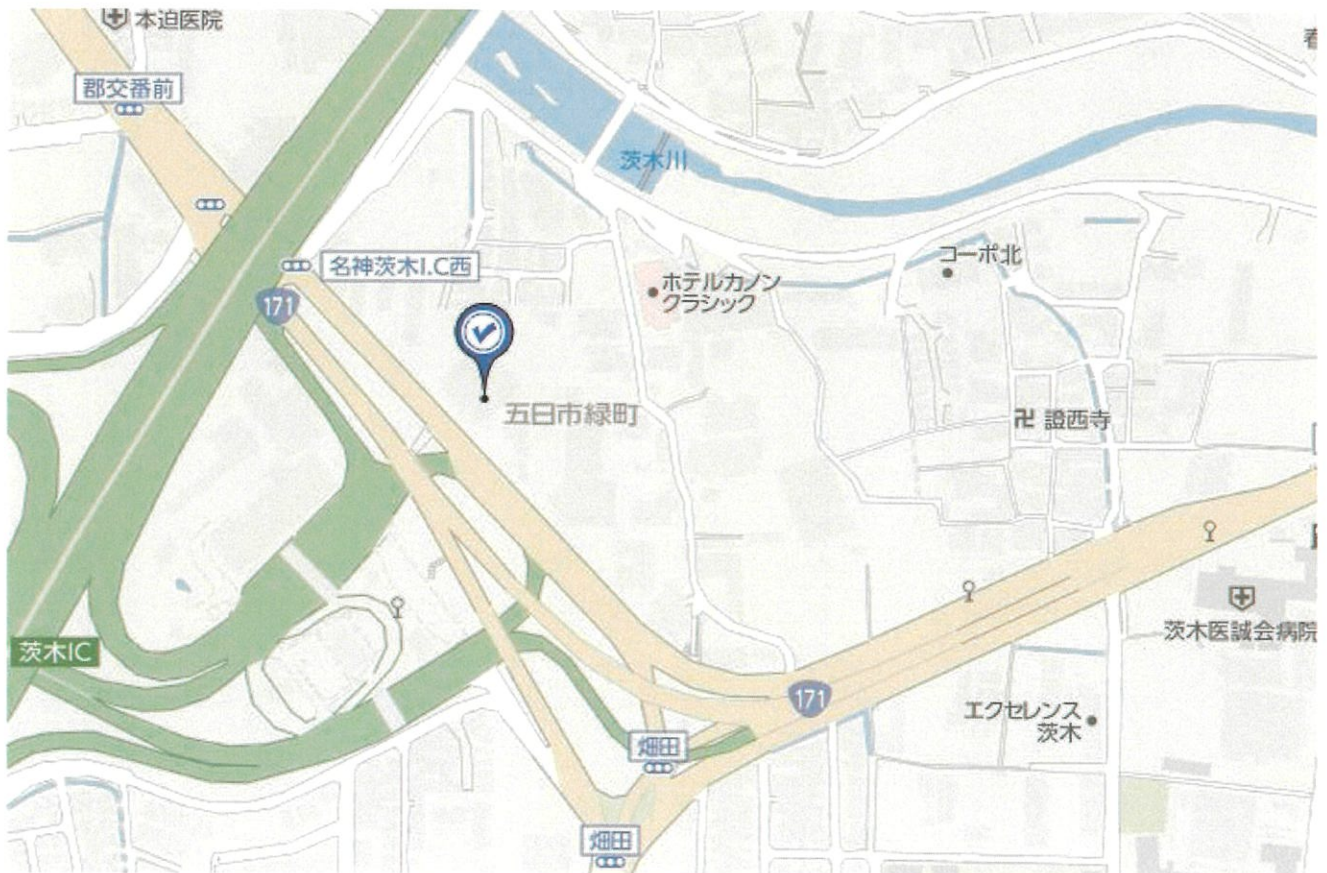 本迫医院
郡交番前
茨木川
名神茨木I.C西
コーポ北
171
ホテルカノン
クラシック
五日市緑町
卍 證西寺
茨木IC
茨木医誠会病院
171
エクセレンス
茨木
畑田
畑田